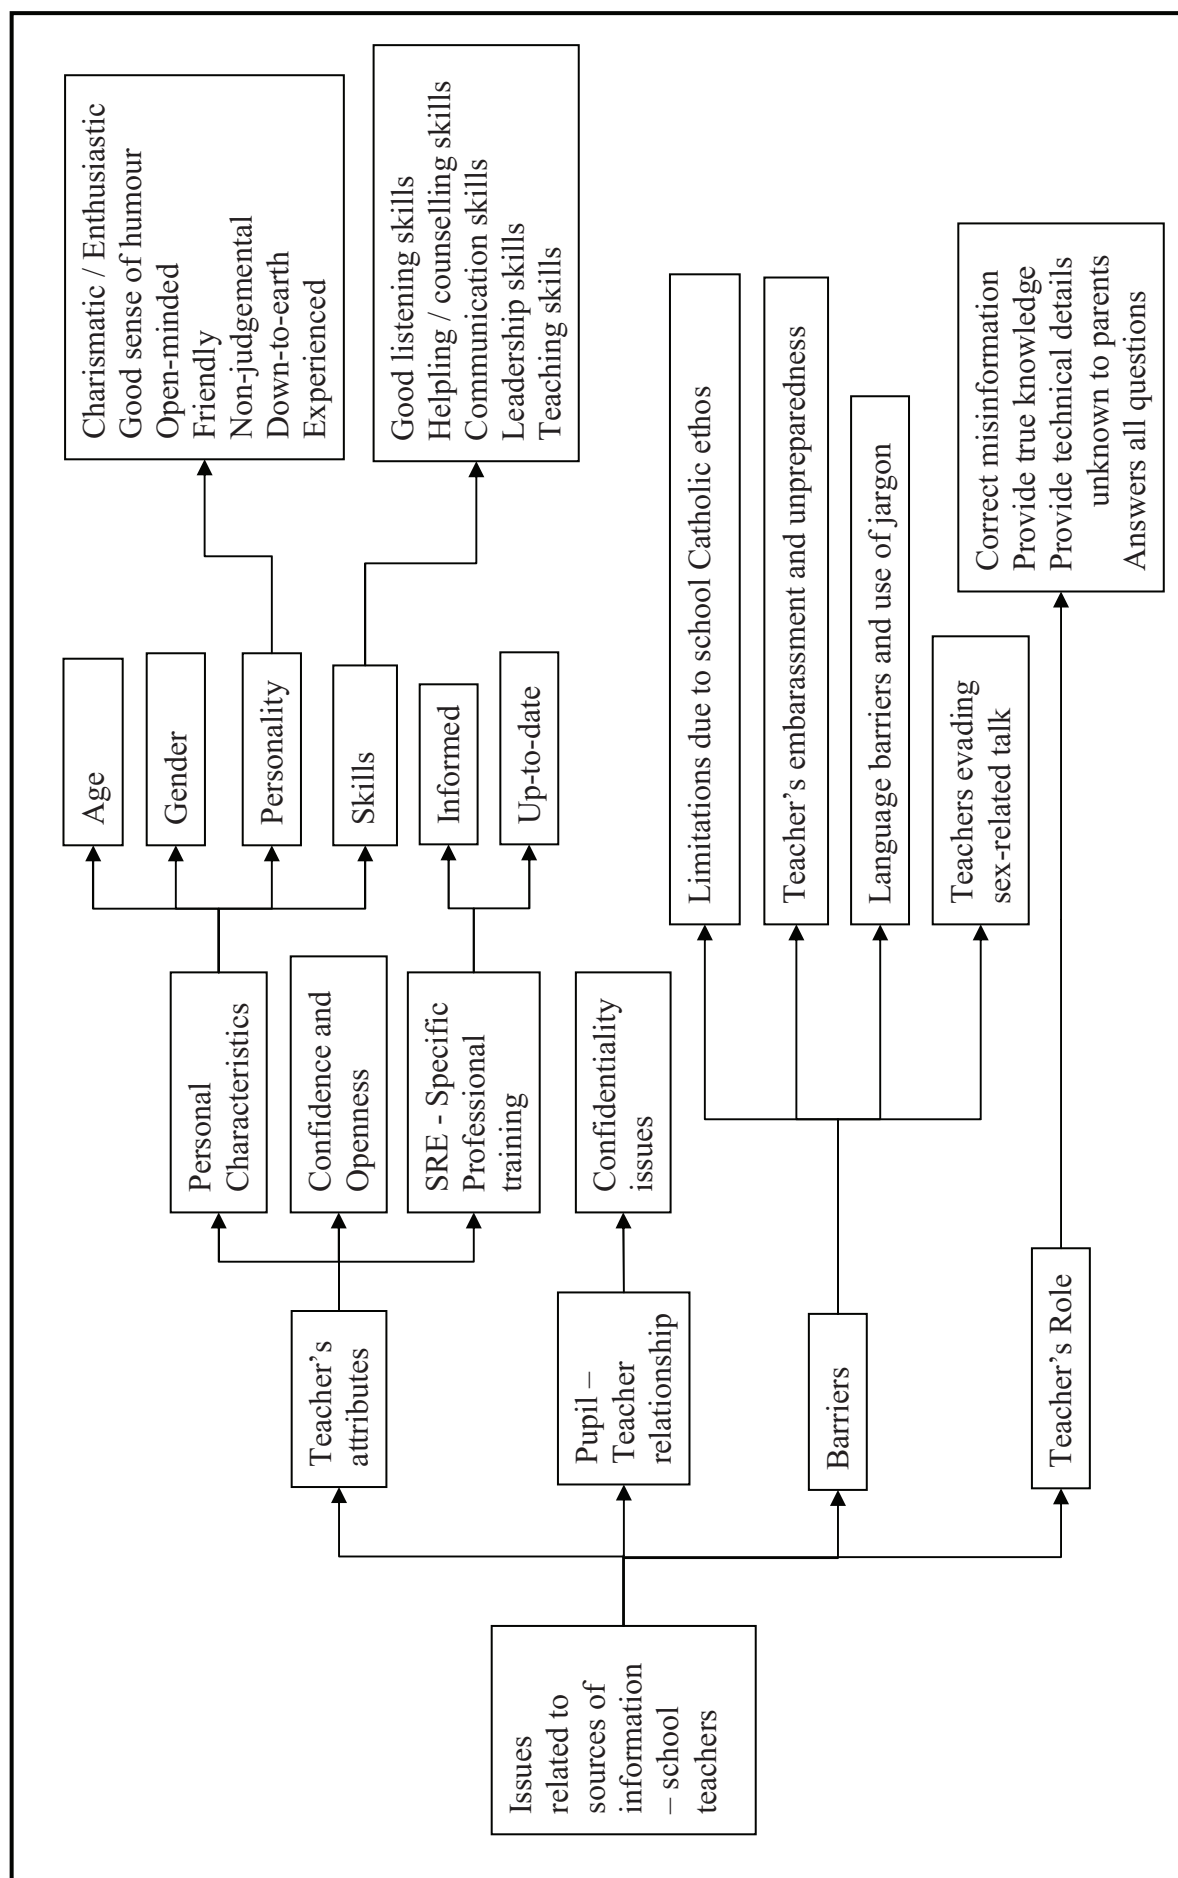 Issues
related to
sources of
information
– school
teachers
Teacher’s
attributes
Personal
Characteristics
Age
Gender
Personality
Charismatic / Enthusiastic
Good sense of humour
Open-minded
Friendly
Non-judgemental
Down-to-earth
Experienced
Skills
Good listening skills
Helpling / counselling skills
Communication skills
Leadership skills
Teaching skills
Confidence and
Openness
SRE - Specific
Professional
training
Informed
Up-to-date
Pupil –
Teacher
relationship
Confidentiality
issues
Barriers
Limitations due to school Catholic ethos
Teacher’s embarassment and unpreparedness
Language barriers and use of jargon
Teachers evading
sex-related talk
Teacher’s Role
Correct misinformation
Provide true knowledge
Provide technical details
unknown to parents
Answers all questions